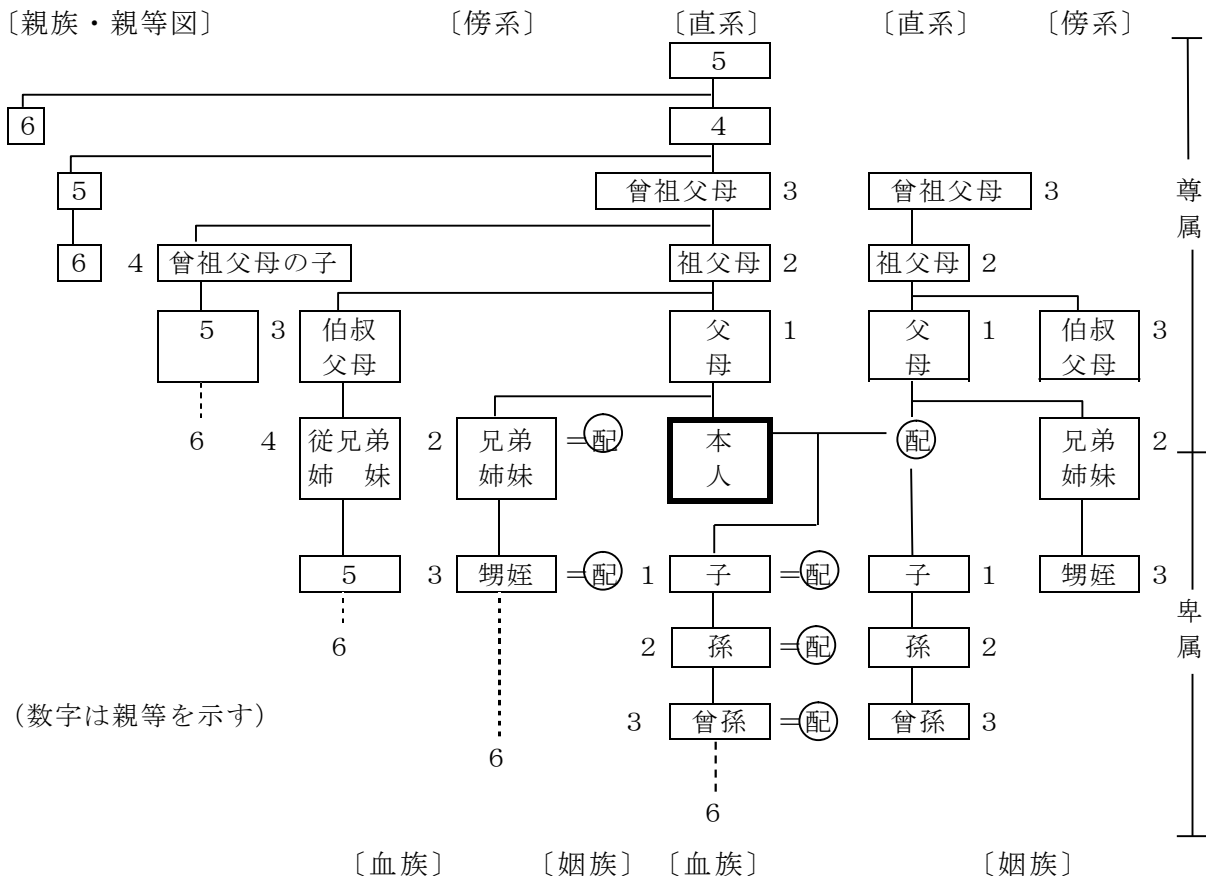 〔親族・親等図〕 〔傍系〕 〔直系〕 〔直系〕 〔傍系〕
5
6 4
5 曾祖父母 3 曾祖父母 3
尊属
6 4 曾祖父母の子 祖父母 2 祖父母 2
5 3 伯叔 父 1 父 1 伯叔 3
父母 母 母 父母
6 4 従兄弟 2 兄弟 =配 本 配 兄弟 2
姉 妹 姉妹 人 姉妹
5 3 甥姪 =配 1 子 =配 子 1 甥姪 3
卑属
6 2 孫 =配 孫 2
(数字は親等を示す) 3 曾孫 =配 曾孫 3
6
6
〔血族〕 〔姻族〕 〔血族〕 〔姻族〕